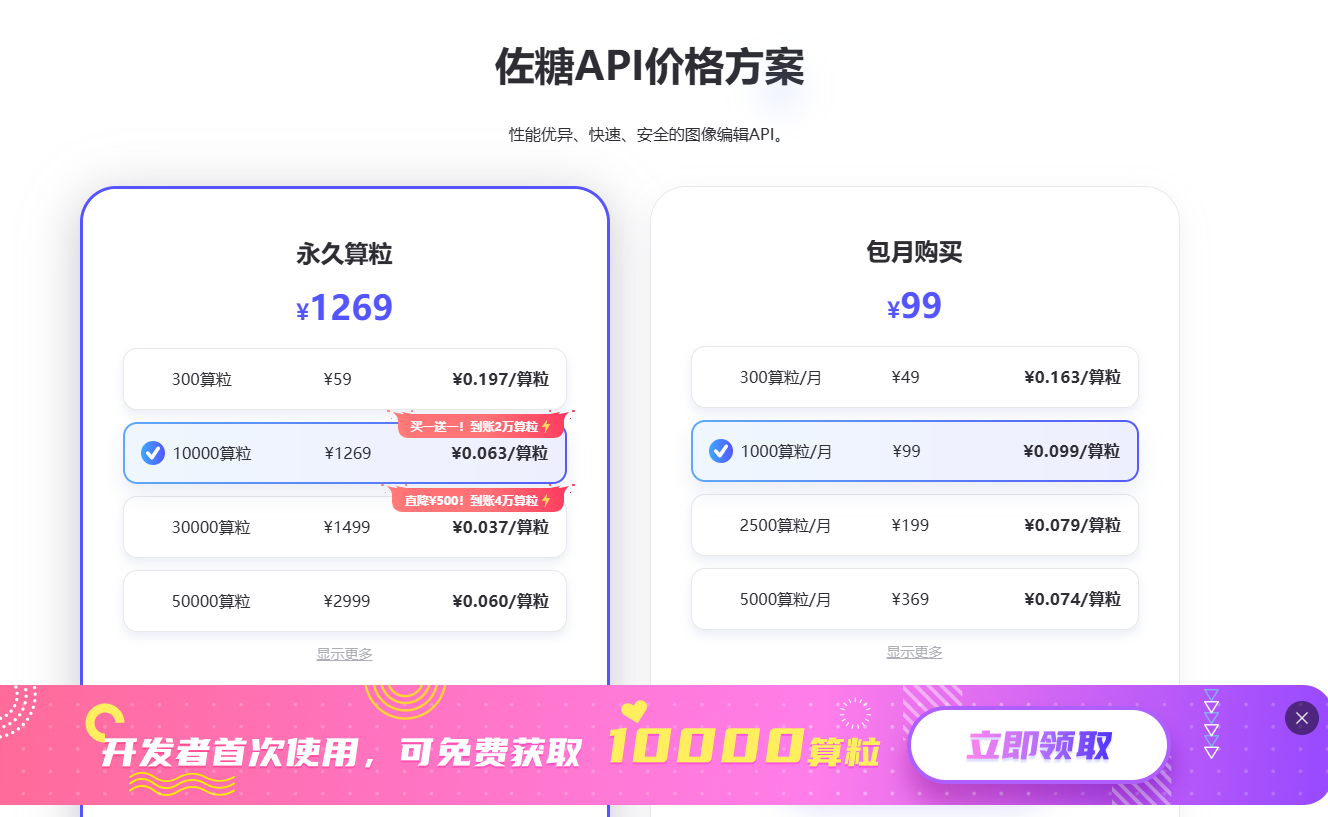 佐糖API价格方案
性能优异、快速、安全的图像编辑API。
永久算粒
¥1269
300算粒 ¥59 ¥0.197/算粒
买一送一！到账2万算粒
10000算粒 ¥1269 ¥0.063/算粒
直降¥500！到账4万算粒
30000算粒 ¥1499 ¥0.037/算粒
50000算粒 ¥2999 ¥0.060/算粒
显示更多
包月购买
¥99
300算粒/月 ¥49 ¥0.163/算粒
1000算粒/月 ¥99 ¥0.099/算粒
2500算粒/月 ¥199 ¥0.079/算粒
5000算粒/月 ¥369 ¥0.074/算粒
显示更多
开发者首次使用，可免费获取 10000算粒
立即领取